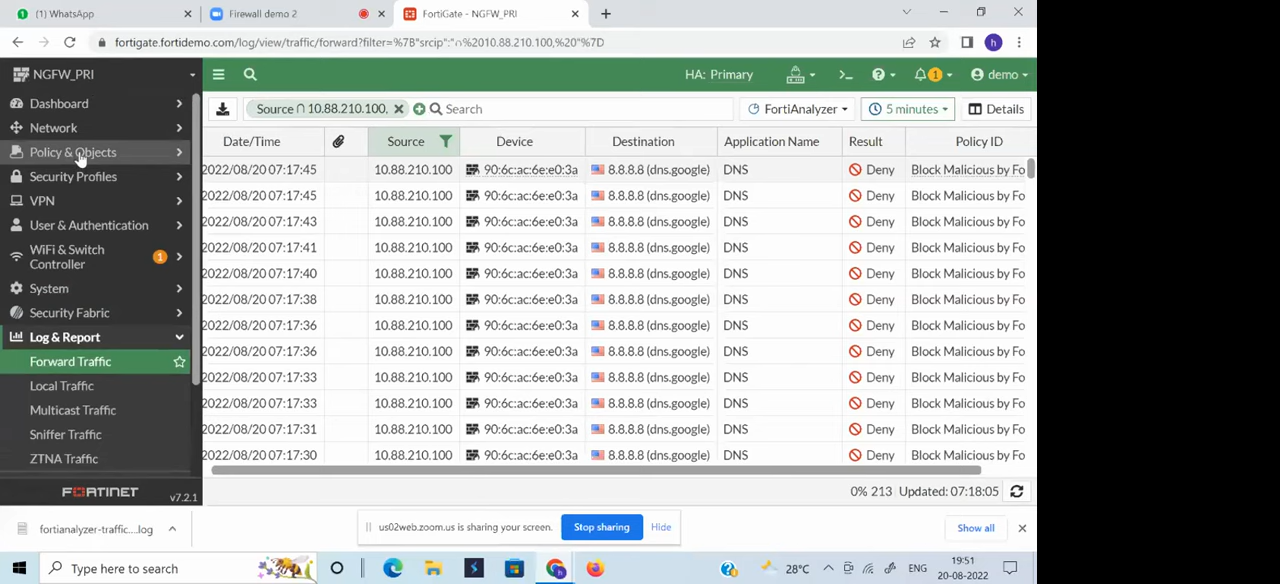 (1) WhatsApp
Firewall demo 2
FortiGate - NGFW_PRI
fortigate.fortidemo.com/log/view/traffic/forward?filter=%7B"srcip":"∩%2010.88.210.100,%20"%7D
h
NGFW_PRI
HA: Primary
1
demo
Dashboard
Network
Policy & Objects
Security Profiles
VPN
User & Authentication
WiFi & Switch
Controller
1
System
Security Fabric
Log & Report
Forward Traffic
Local Traffic
Multicast Traffic
Sniffer Traffic
ZTNA Traffic
FORTINET
v7.2.1
Source ∩ 10.88.210.100,
Search
FortiAnalyzer
5 minutes
Details
Date/Time Source Device Destination Application Name Result Policy ID
2022/08/20 07:17:45 10.88.210.100 90:6c:ac:6e:e0:3a 8.8.8.8 (dns.google) DNS Deny Block Malicious by Fo
2022/08/20 07:17:45 10.88.210.100 90:6c:ac:6e:e0:3a 8.8.8.8 (dns.google) DNS Deny Block Malicious by Fo
2022/08/20 07:17:43 10.88.210.100 90:6c:ac:6e:e0:3a 8.8.8.8 (dns.google) DNS Deny Block Malicious by Fo
2022/08/20 07:17:41 10.88.210.100 90:6c:ac:6e:e0:3a 8.8.8.8 (dns.google) DNS Deny Block Malicious by Fo
2022/08/20 07:17:40 10.88.210.100 90:6c:ac:6e:e0:3a 8.8.8.8 (dns.google) DNS Deny Block Malicious by Fo
2022/08/20 07:17:38 10.88.210.100 90:6c:ac:6e:e0:3a 8.8.8.8 (dns.google) DNS Deny Block Malicious by Fo
2022/08/20 07:17:36 10.88.210.100 90:6c:ac:6e:e0:3a 8.8.8.8 (dns.google) DNS Deny Block Malicious by Fo
2022/08/20 07:17:36 10.88.210.100 90:6c:ac:6e:e0:3a 8.8.8.8 (dns.google) DNS Deny Block Malicious by Fo
2022/08/20 07:17:33 10.88.210.100 90:6c:ac:6e:e0:3a 8.8.8.8 (dns.google) DNS Deny Block Malicious by Fo
2022/08/20 07:17:33 10.88.210.100 90:6c:ac:6e:e0:3a 8.8.8.8 (dns.google) DNS Deny Block Malicious by Fo
2022/08/20 07:17:31 10.88.210.100 90:6c:ac:6e:e0:3a 8.8.8.8 (dns.google) DNS Deny Block Malicious by Fo
2022/08/20 07:17:30 10.88.210.100 90:6c:ac:6e:e0:3a 8.8.8.8 (dns.google) DNS Deny Block Malicious by Fo
0% 213 Updated: 07:18:05
fortianalyzer-traffic....log
us02web.zoom.us is sharing your screen.
Stop sharing
Hide
Show all
Type here to search
28°C
ENG
19:51
20-08-2022